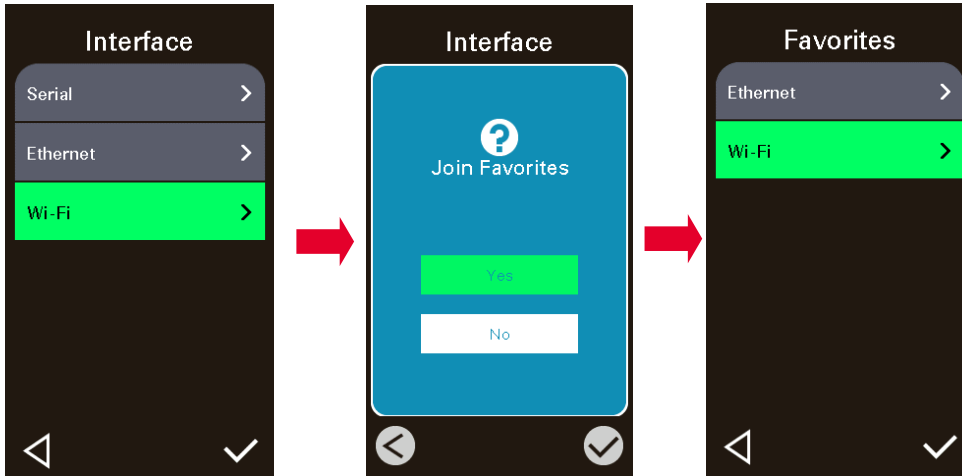 Interface
Serial
Ethernet
Wi-Fi
Interface
?
Join Favorites
Yes
No
Favorites
Ethernet
Wi-Fi